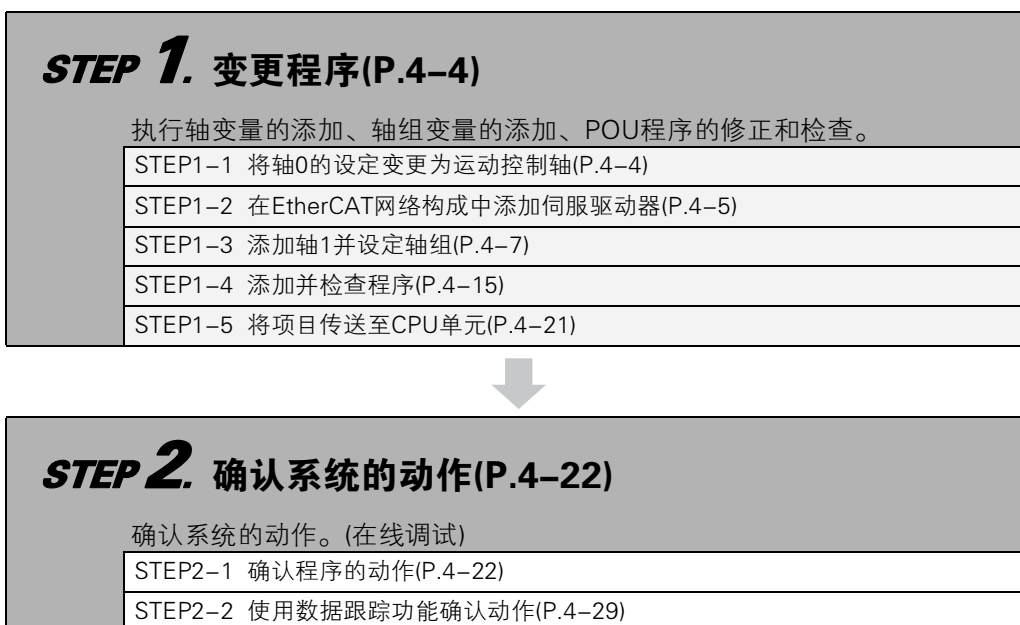 STEP 1. 变更程序(P.4–4)
执行轴变量的添加、轴组变量的添加、POU程序的修正和检查。
STEP1–1 将轴0的设定变更为运动控制轴(P.4–4)
STEP1–2 在EtherCAT网络构成中添加伺服驱动器(P.4–5)
STEP1–3 添加轴1并设定轴组(P.4–7)
STEP1–4 添加并检查程序(P.4–15)
STEP1–5 将项目传送至CPU单元(P.4–21)
STEP 2. 确认系统的动作(P.4–22)
确认系统的动作。(在线调试)
STEP2–1 确认程序的动作(P.4–22)
STEP2–2 使用数据跟踪功能确认动作(P.4–29)